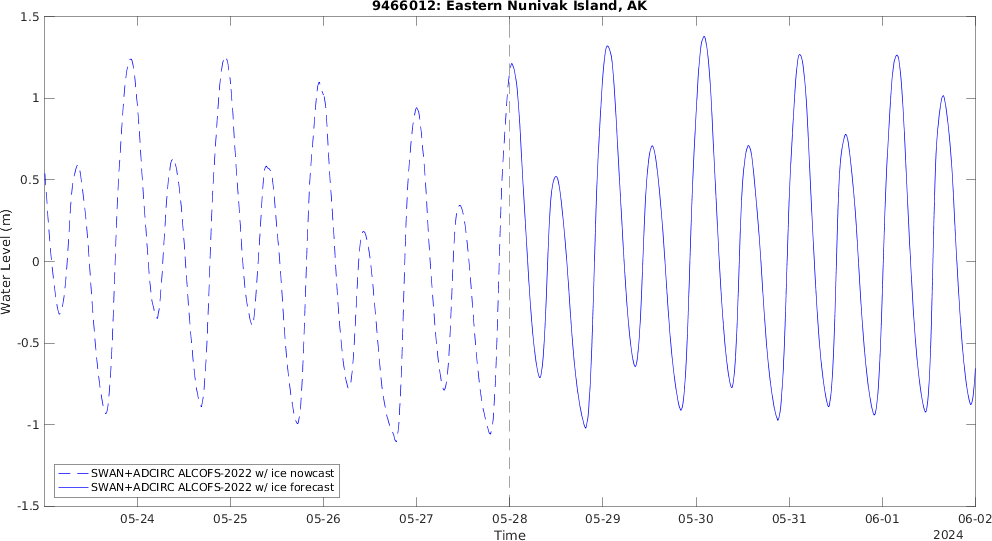 9466012: Eastern Nunivak Island, AK
Water Level (m)
1.5
1
0.5
0
-0.5
-1
-1.5
SWAN+ADCIRC ALCOFS-2022 w/ ice nowcast
SWAN+ADCIRC ALCOFS-2022 w/ ice forecast
05-24 05-25 05-26 05-27 05-28 05-29 05-30 05-31 06-01 06-02
Time
2024